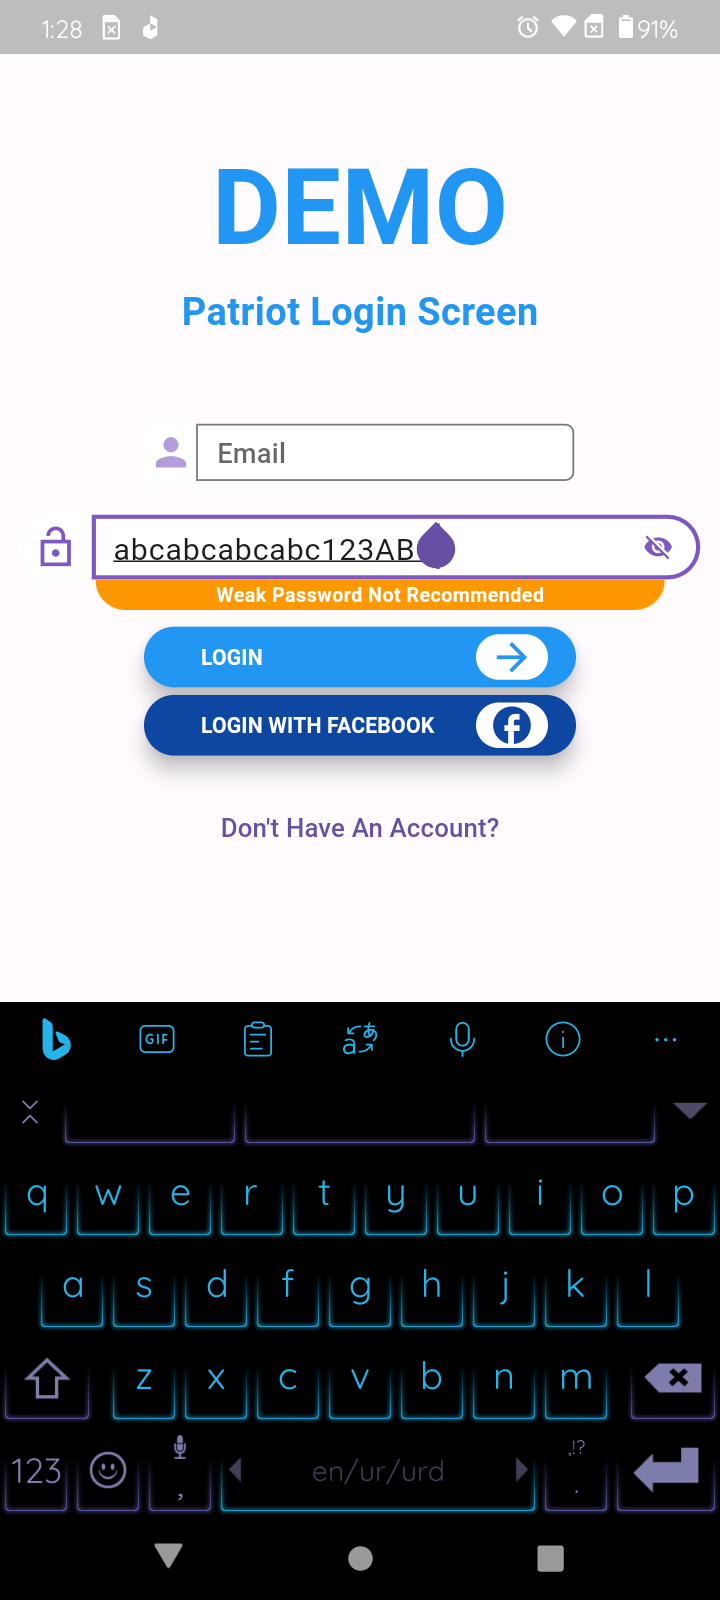 1:28
91%
DEMO
Patriot Login Screen
Email
abcabcabcabc123AB
Weak Password Not Recommended
LOGIN
LOGIN WITH FACEBOOK
Don't Have An Account?
GIF
a あ
q w e r t y u i o p
a s d f g h j k l
z x c v b n m
,!?
123 , en/ur/urd .